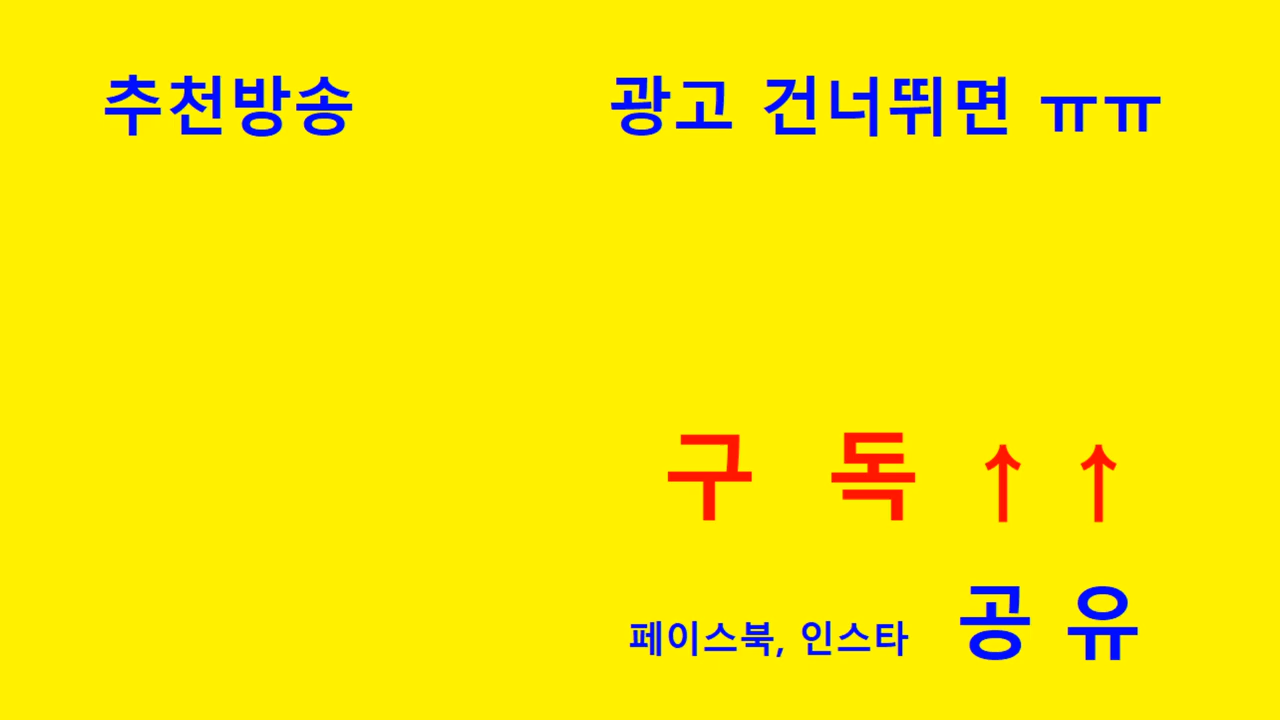 추천방송
광고 건너뛰면 ㅠㅠ
구 독 ↑ ↑
페이스북, 인스타 공 유